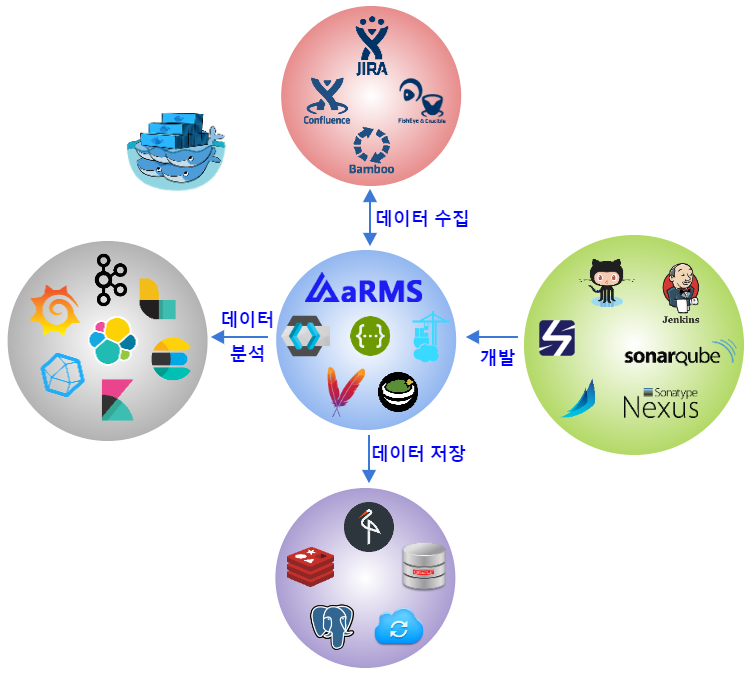 JIRA
Confluence
FishEye & Crucible
Bamboo
데이터 수집
aRMS
데이터
분석
개발
Jenkins
sonarqube
Sonatype
Nexus
{···}
데이터 저장